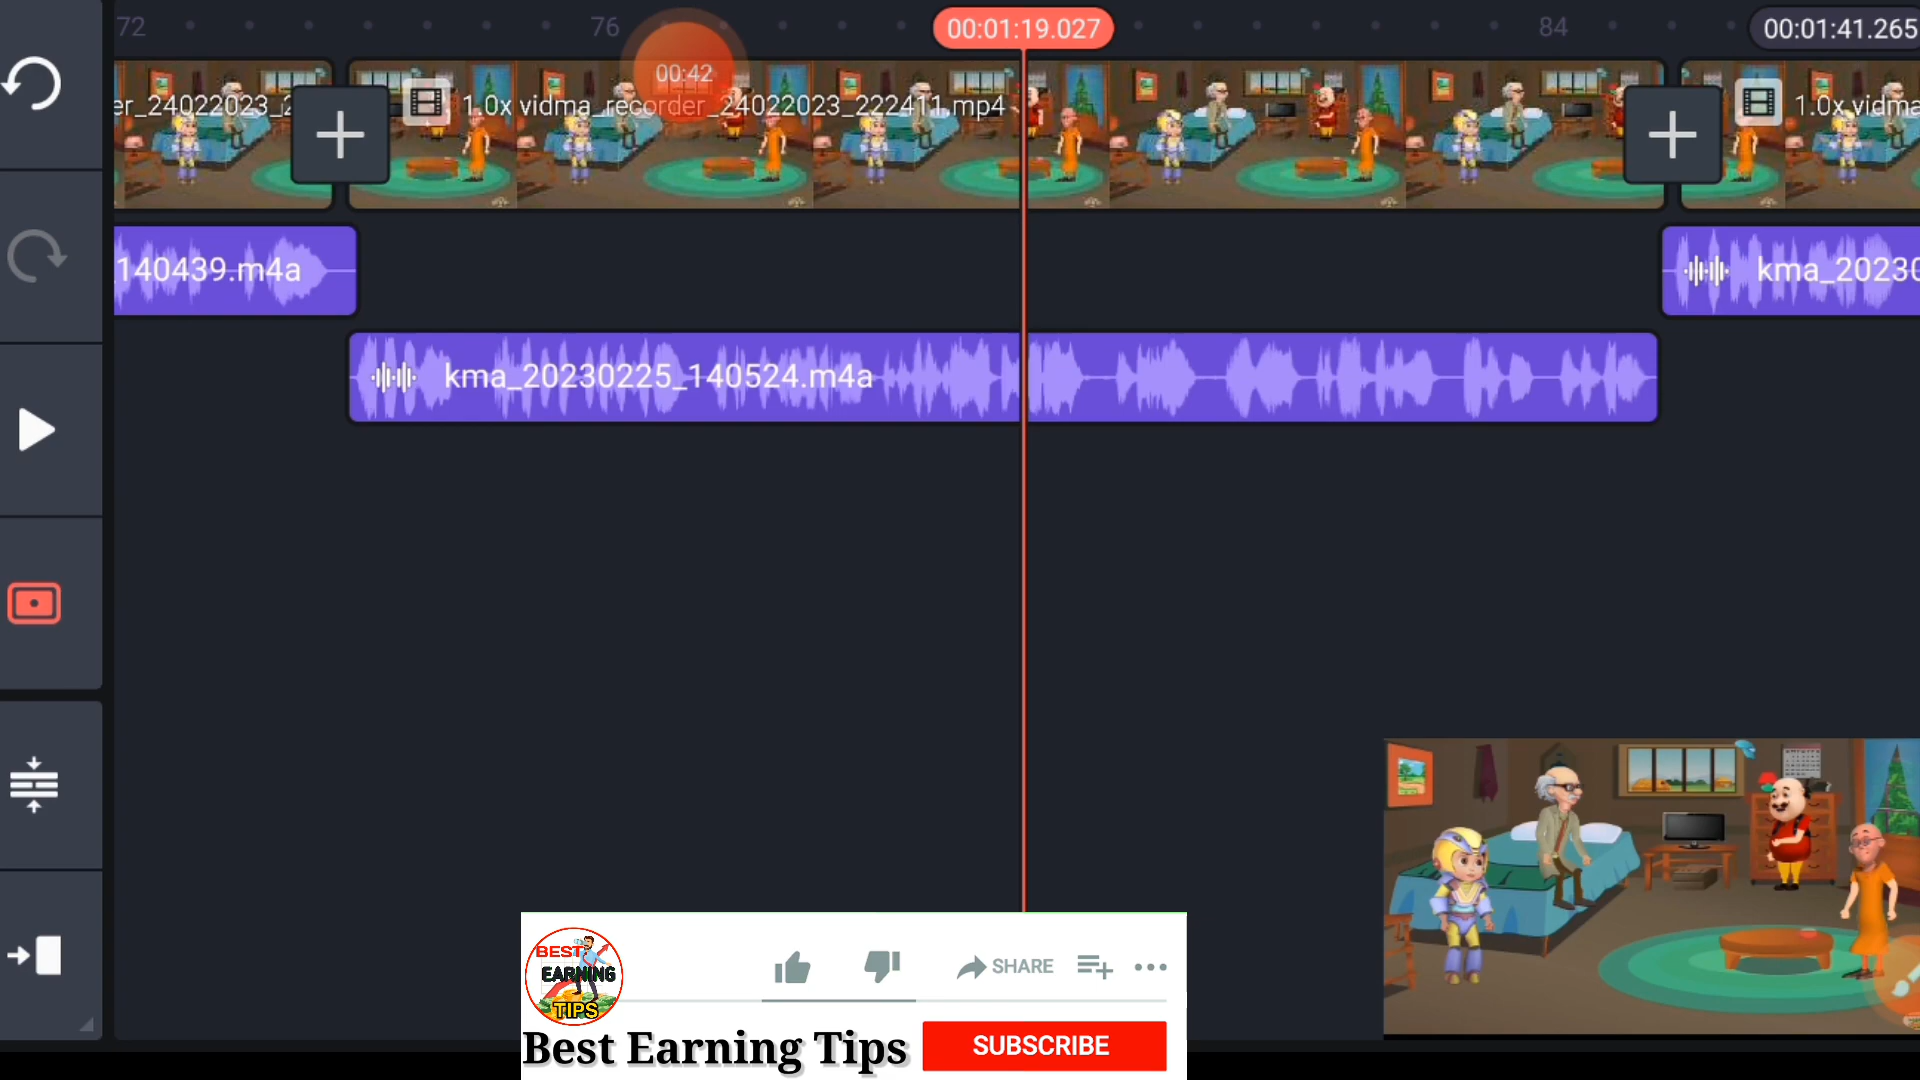 72
76
00:01:19.027
84
00:01:41.265
00:42
er_24022023_2
1.0x vidma_recorder_24022023_222411.mp4
1.0x vidma
140439.m4a
kma_20230
kma_20230225_140524.m4a
BEST
EARNING
TIPS
SHARE
Best Earning Tips
SUBSCRIBE